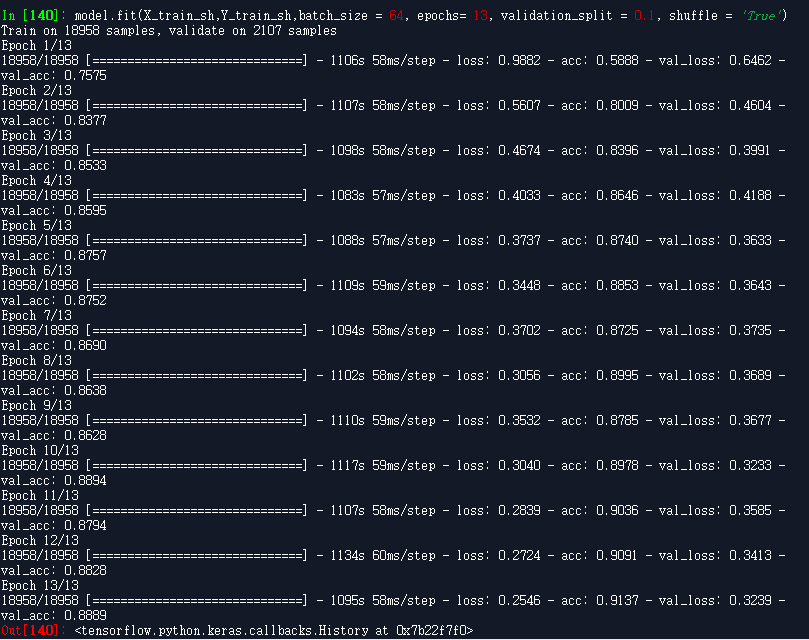 In [140]: model.fit(X_train_sh,Y_train_sh,batch_size = 64, epochs= 13, validation_split = 0.1, shuffle = 'True')
Train on 18958 samples, validate on 2107 samples
Epoch 1/13
18958/18958 [==============================] - 1106s 58ms/step - loss: 0.9882 - acc: 0.5888 - val_loss: 0.6462 -
val_acc: 0.7575
Epoch 2/13
18958/18958 [==============================] - 1107s 58ms/step - loss: 0.5607 - acc: 0.8009 - val_loss: 0.4604 -
val_acc: 0.8377
Epoch 3/13
18958/18958 [==============================] - 1098s 58ms/step - loss: 0.4674 - acc: 0.8396 - val_loss: 0.3991 -
val_acc: 0.8533
Epoch 4/13
18958/18958 [==============================] - 1083s 57ms/step - loss: 0.4033 - acc: 0.8646 - val_loss: 0.4188 -
val_acc: 0.8595
Epoch 5/13
18958/18958 [==============================] - 1088s 57ms/step - loss: 0.3737 - acc: 0.8740 - val_loss: 0.3633 -
val_acc: 0.8757
Epoch 6/13
18958/18958 [==============================] - 1109s 59ms/step - loss: 0.3448 - acc: 0.8853 - val_loss: 0.3643 -
val_acc: 0.8752
Epoch 7/13
18958/18958 [==============================] - 1094s 58ms/step - loss: 0.3702 - acc: 0.8725 - val_loss: 0.3735 -
val_acc: 0.8690
Epoch 8/13
18958/18958 [==============================] - 1102s 58ms/step - loss: 0.3056 - acc: 0.8995 - val_loss: 0.3689 -
val_acc: 0.8638
Epoch 9/13
18958/18958 [==============================] - 1110s 59ms/step - loss: 0.3532 - acc: 0.8785 - val_loss: 0.3677 -
val_acc: 0.8628
Epoch 10/13
18958/18958 [==============================] - 1117s 59ms/step - loss: 0.3040 - acc: 0.8978 - val_loss: 0.3233 -
val_acc: 0.8894
Epoch 11/13
18958/18958 [==============================] - 1107s 58ms/step - loss: 0.2839 - acc: 0.9036 - val_loss: 0.3585 -
val_acc: 0.8794
Epoch 12/13
18958/18958 [==============================] - 1134s 60ms/step - loss: 0.2724 - acc: 0.9091 - val_loss: 0.3413 -
val_acc: 0.8828
Epoch 13/13
18958/18958 [==============================] - 1095s 58ms/step - loss: 0.2546 - acc: 0.9137 - val_loss: 0.3239 -
val_acc: 0.8889
Out[140]: <tensorflow.python.keras.callbacks.History at 0x7b22f7f0>